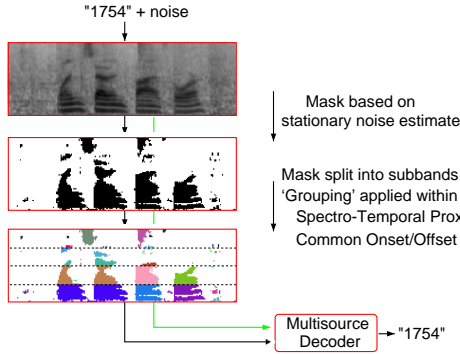 "1754" + noise
Mask based on
stationary noise estimate
Mask split into subbands
‘Grouping’ applied within
Spectro-Temporal Prox
Common Onset/Offset
Multisource
Decoder
"1754"